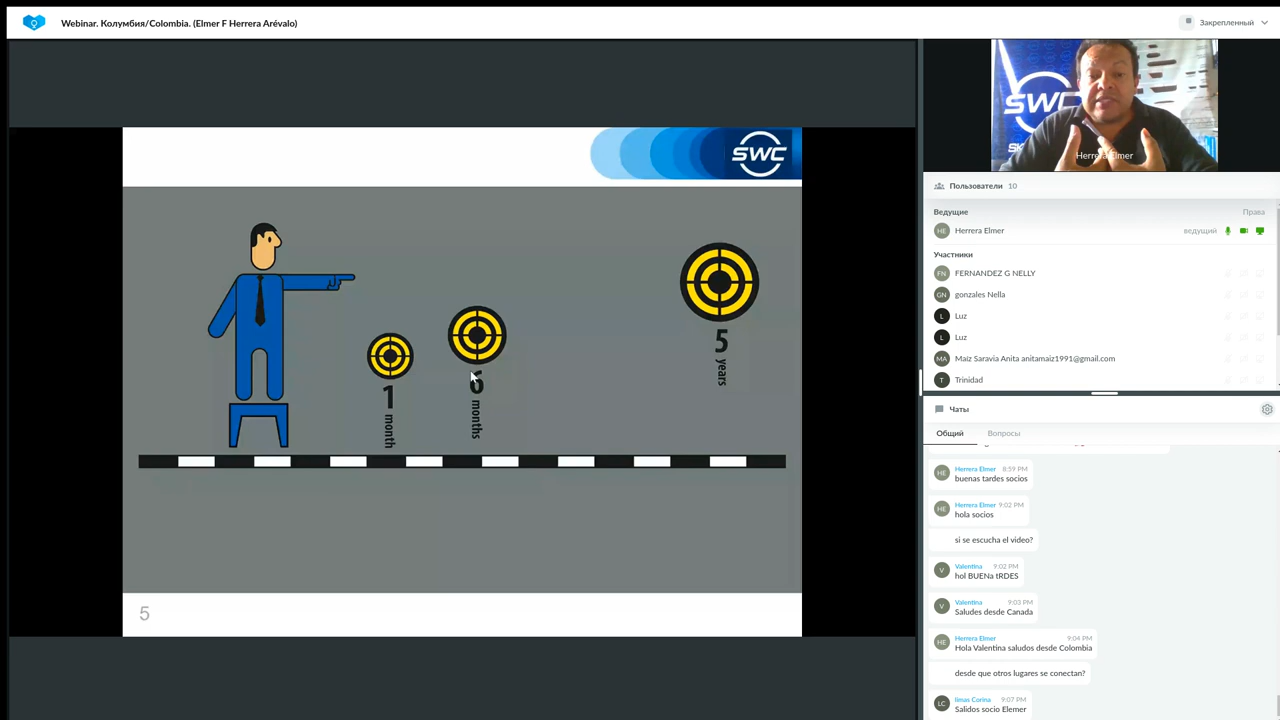 Webinar. Колумбия/Colombia. (Elmer F Herrera Arévalo)
Закрепленный
SWC
1
month
6
months
5
years
5
SWC
Herrera Elmer
Пользователи 10
Ведущие
Права
HE
Herrera Elmer
ведущий
Участники
FN
FERNANDEZ G NELLY
GN
gonzales Nella
L
Luz
L
Luz
MA
Maíz Saravia Anita anitamaiz1991@gmail.com
T
Trinidad
Чаты
Общий
Вопросы
HE
Herrera Elmer 8:59 PM
buenas tardes socios
HE
Herrera Elmer 9:02 PM
hola socios
si se escucha el video?
V
Valentina 9:02 PM
hol BUENa tRDES
V
Valentina 9:03 PM
Saludes desde Canada
HE
Herrera Elmer 9:04 PM
Hola Valentina saludos desde Colombia
desde que otros lugares se conectan?
LC
limas Corina 9:07 PM
Salidos socio Elemer